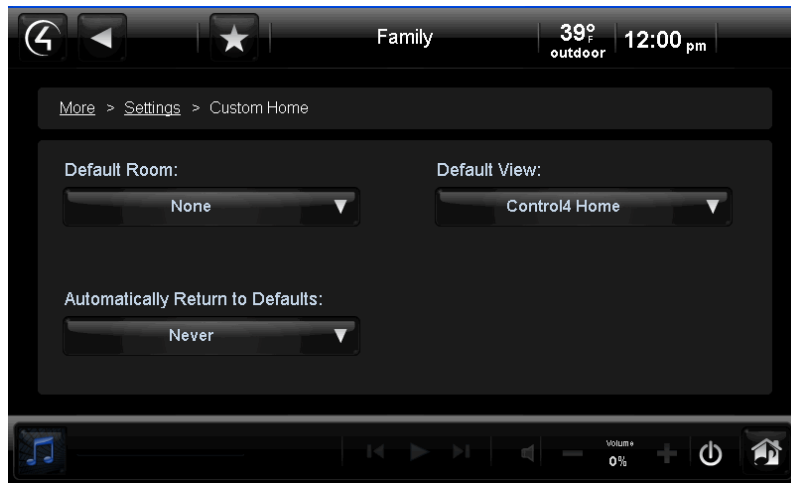 Family
39°F
outdoor
12:00 pm
More > Settings > Custom Home
Default Room:
Default View:
None
Control4 Home
Automatically Return to Defaults:
Never
Volume
0%